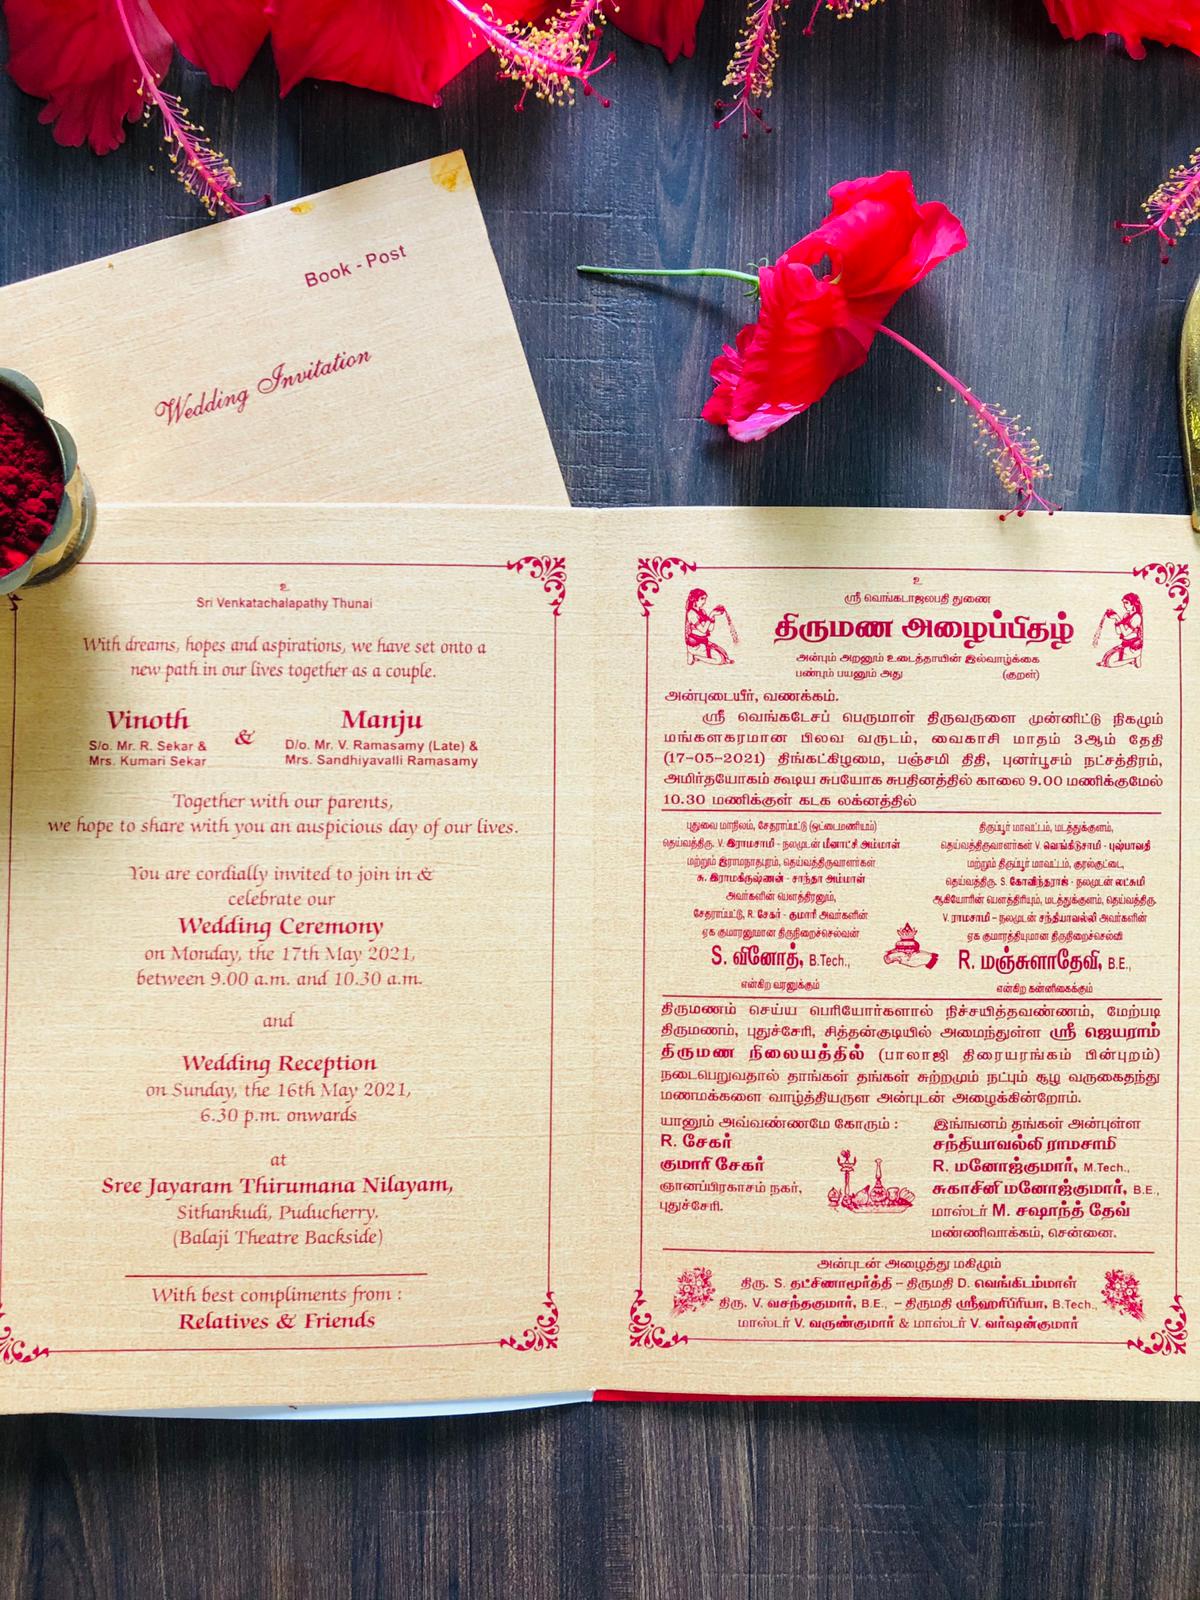 Book - Post
Wedding Invitation
உ
Sri Venkatachalapathy Thunai
With dreams, hopes and aspirations, we have set onto a
new path in our lives together as a couple.
Vinoth & Manju
S/o. Mr. R. Sekar &
Mrs. Kumari Sekar
D/o. Mr. V. Ramasamy (Late) &
Mrs. Sandhiyavalli Ramasamy
Together with our parents,
we hope to share with you an auspicious day of our lives.
You are cordially invited to join in &
celebrate our
Wedding Ceremony
on Monday, the 17th May 2021,
between 9.00 a.m. and 10.30 a.m.
and
Wedding Reception
on Sunday, the 16th May 2021,
6.30 p.m. onwards
at
Sree Jayaram Thirumana Nilayam,
Sithankudi, Puducherry.
(Balaji Theatre Backside)
With best compliments from :
Relatives & Friends
உ
ஸ்ரீ வெங்கடாஜலபதி துணை
திருமண அழைப்பிதழ்
அன்பும் அறனும் உடைத்தாயின் இல்வாழ்க்கை
பண்பும் பயனும் அது (குறள்)
அன்புடையீர், வணக்கம்.
ஸ்ரீ வெங்கடேசப் பெருமாள் திருவருளை முன்னிட்டு நிகழும்
மங்களகரமான பிலவ வருடம், வைகாசி மாதம் 3ஆம் தேதி
(17-05-2021) திங்கட்கிழமை, பஞ்சமி திதி, புனர்பூசம் நட்சத்திரம்,
அமிர்தயோகம் கூடிய சுபயோக சுபதினத்தில் காலை 9.00 மணிக்குமேல்
10.30 மணிக்குள் கடக லக்னத்தில்
புதுவை மாநிலம், சேதராப்பட்டு (ஒட்டைமணியம்)
தெய்வத்திரு. V. இராமசாமி - நலமுடன் மீனாட்சி அம்மாள்
மற்றும் இராமநாதபுரம், தெய்வத்திருவாளர்கள்
சு. இராமகிருஷ்ணன் - சாந்தா அம்மாள்
அவர்களின் பௌத்திரனும்,
சேதராப்பட்டு, R. சேகர் - குமாரி அவர்களின்
ஏக குமாரனுமான திருநிறைச்செல்வன்
S. வினோத், B.Tech.,
என்கிற வரனுக்கும்
திருப்பூர் மாவட்டம், மடத்துக்குளம்,
தெய்வத்திருவாளர்கள் V. வெங்கிடுசாமி - புஷ்பாவதி
மற்றும் திருப்பூர் மாவட்டம், குரல்குட்டை,
தெய்வத்திரு. S. கோவிந்தராஜ் - நலமுடன் லட்சுமி
ஆகியோரின் பௌத்திரியும், மடத்துக்குளம், தெய்வத்திரு.
V. ராமசாமி - நலமுடன் சந்தியாவல்லி அவர்களின்
ஏக குமாரத்தியுமான திருநிறைச்செல்வி
R. மஞ்சுளாதேவி, B.E.,
என்கிற கன்னிகைக்கும்
திருமணம் செய்ய பெரியோர்களால் நிச்சயித்தவண்ணம், மேற்படி
திருமணம், புதுச்சேரி, சித்தன்குடியில் அமைந்துள்ள ஸ்ரீ ஜெயராம்
திருமண நிலையத்தில் (பாலாஜி திரையரங்கம் பின்புறம்)
நடைபெறுவதால் தாங்கள் தங்கள் சுற்றமும் நட்பும் சூழ வருகைதந்து
மணமக்களை வாழ்த்தியருள அன்புடன் அழைக்கின்றோம்.
யானும் அவ்வண்ணமே கோரும் :
R. சேகர்
குமாரி சேகர்
ஞானப்பிரகாசம் நகர்,
புதுச்சேரி.
இங்ஙனம் தங்கள் அன்புள்ள
சந்தியாவல்லி ராமசாமி
R. மனோஜ்குமார், M.Tech.,
சுகாசினி மனோஜ்குமார், B.E.,
மாஸ்டர் M. சஷாந்த் தேவ்
மண்ணிவாக்கம், சென்னை.
அன்புடன் அழைத்து மகிழும்
திரு. S. தட்சிணாமூர்த்தி – திருமதி D. வெங்கிடம்மாள்
திரு. V. வசந்தகுமார், B.E., – திருமதி ஸ்ரீஹரிபிரியா, B.Tech.,
மாஸ்டர் V. வருண்குமார் & மாஸ்டர் V. வர்ஷன்குமார்